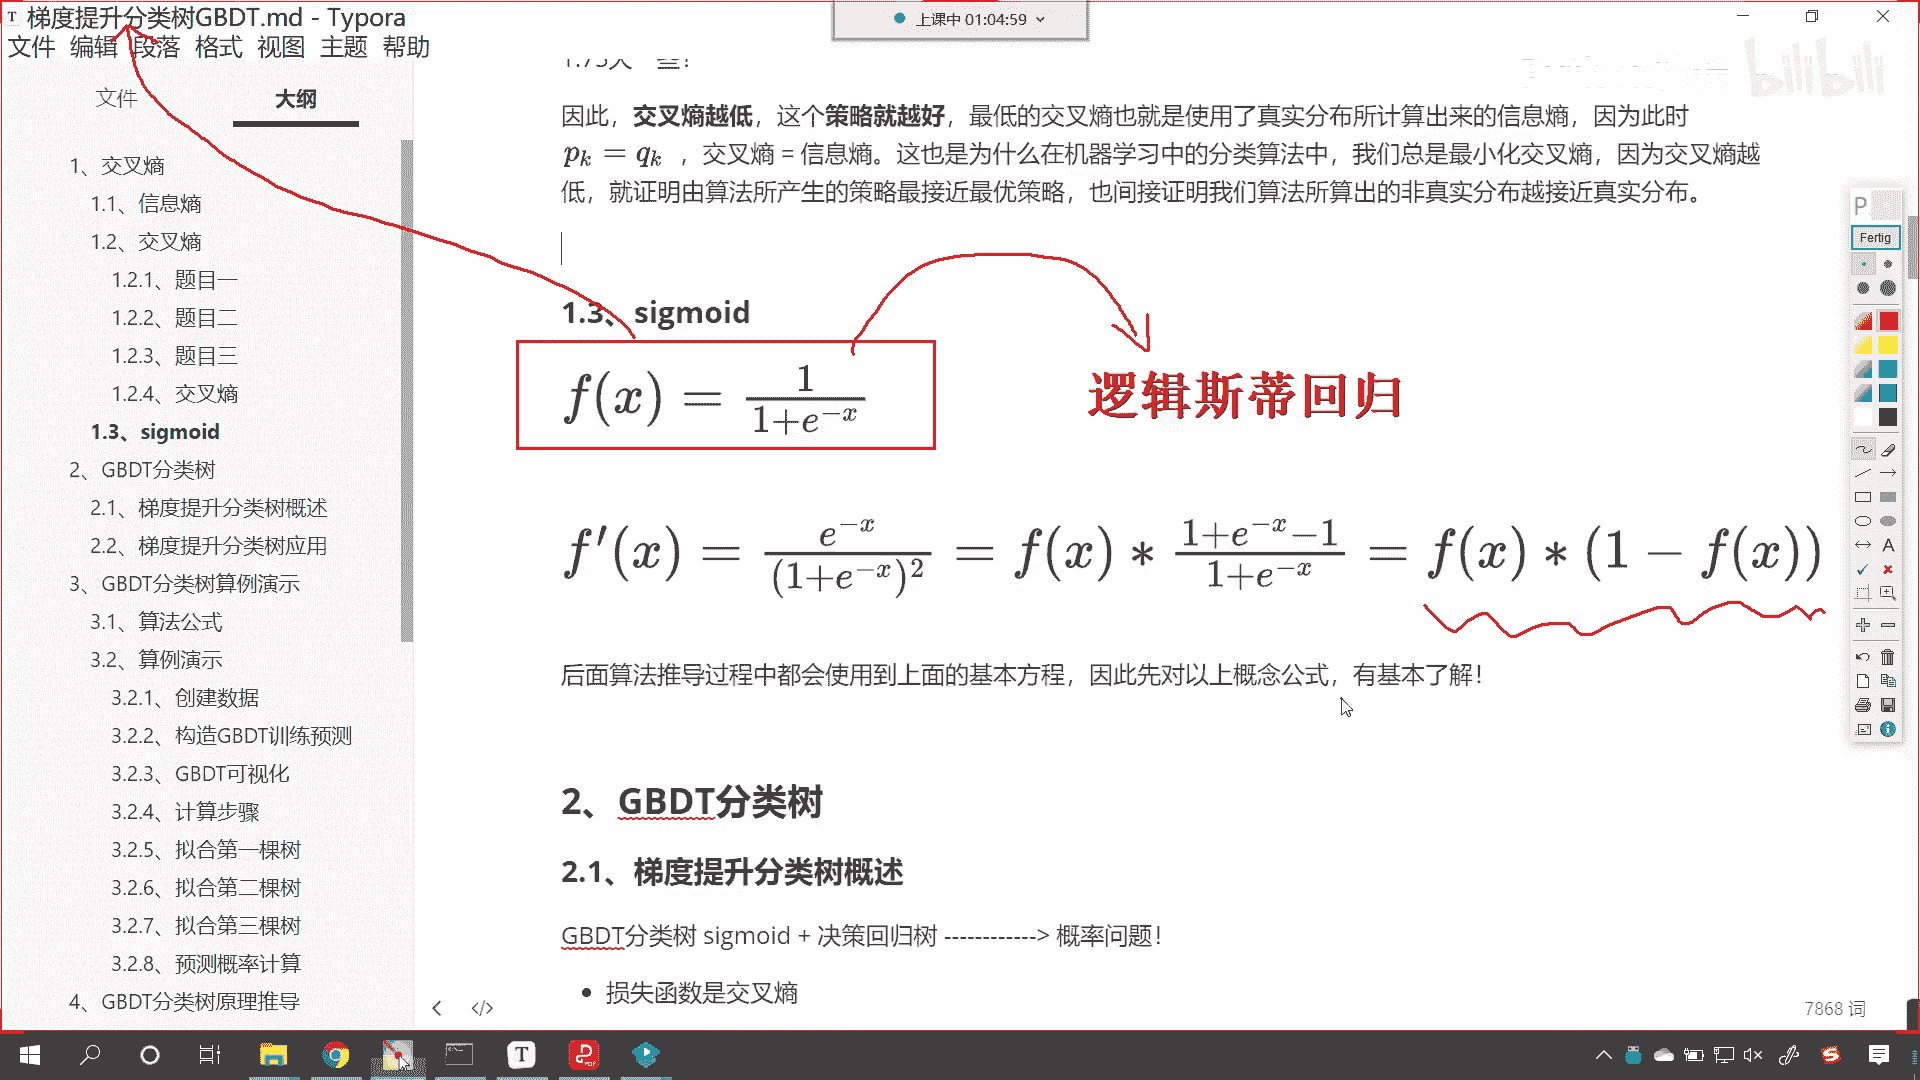 梯度提升分类树GBDT.md - Typora
上课中 01:04:59
文件 编辑 段落 格式 视图 主题 帮助
bilibili
文件 大纲
1、交叉熵
1.1、信息熵
1.2、交叉熵
1.2.1、题目一
1.2.2、题目二
1.2.3、题目三
1.2.4、交叉熵
1.3、sigmoid
2、GBDT分类树
2.1、梯度提升分类树概述
2.2、梯度提升分类树应用
3、GBDT分类树算例演示
3.1、算法公式
3.2、算例演示
3.2.1、创建数据
3.2.2、构造GBDT训练预测
3.2.3、GBDT可视化
3.2.4、计算步骤
3.2.5、拟合第一棵树
3.2.6、拟合第二棵树
3.2.7、拟合第三棵树
3.2.8、预测概率计算
4、GBDT分类树原理推导
因此，交叉熵越低，这个策略就越好，最低的交叉熵也就是使用了真实分布所计算出来的信息熵，因为此时
p_k = q_k ，交叉熵 = 信息熵。这也是为什么在机器学习中的分类算法中，我们总是最小化交叉熵，因为交叉熵越
低，就证明由算法所产生的策略最接近最优策略，也间接证明我们算法所算出的非真实分布越接近真实分布。
1.3、sigmoid
f(x) = \frac{1}{1+e^{-x}}
逻辑斯蒂回归
f'(x) = \frac{e^{-x}}{(1+e^{-x})^2} = f(x) * \frac{1+e^{-x}-1}{1+e^{-x}} = f(x) * (1 - f(x))
后面算法推导过程中都会使用到上面的基本方程，因此先对以上概念公式，有基本了解！
2、GBDT分类树
2.1、梯度提升分类树概述
GBDT分类树 sigmoid + 决策回归树 ------------> 概率问题！
• 损失函数是交叉熵
7868 词
P
Fertig